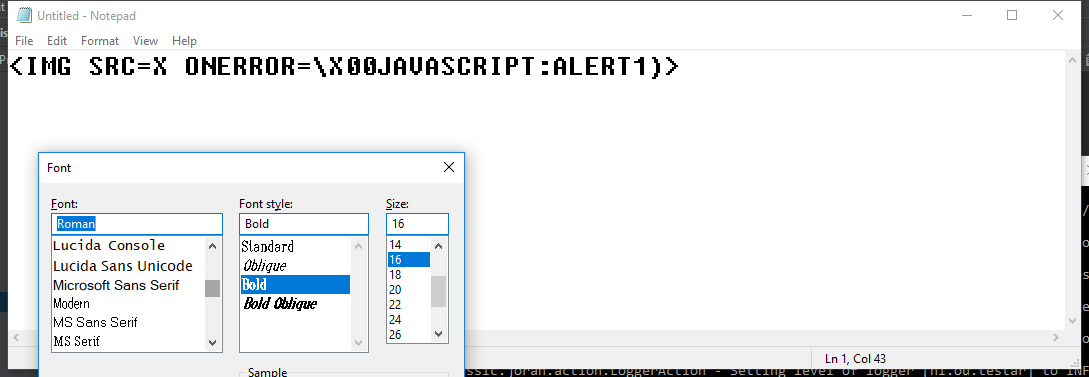 Untitled - Notepad
File Edit Format View Help
<IMG SRC=X ONERROR=\X00JAVASCRIPT:ALERT1)>
Font
Font: Font style: Size:
Roman Bold 16
Lucida Console Standard 14
Lucida Sans Unicode Oblique 16
Microsoft Sans Serif Bold 18
Modern Bold Oblique 20
MS Sans Serif 22
MS Serif 24
26
Ln 1, Col 43
Sample
ssic.joran.action.LoggerAction - Setting level of logger [nl.ou.testar] to INF